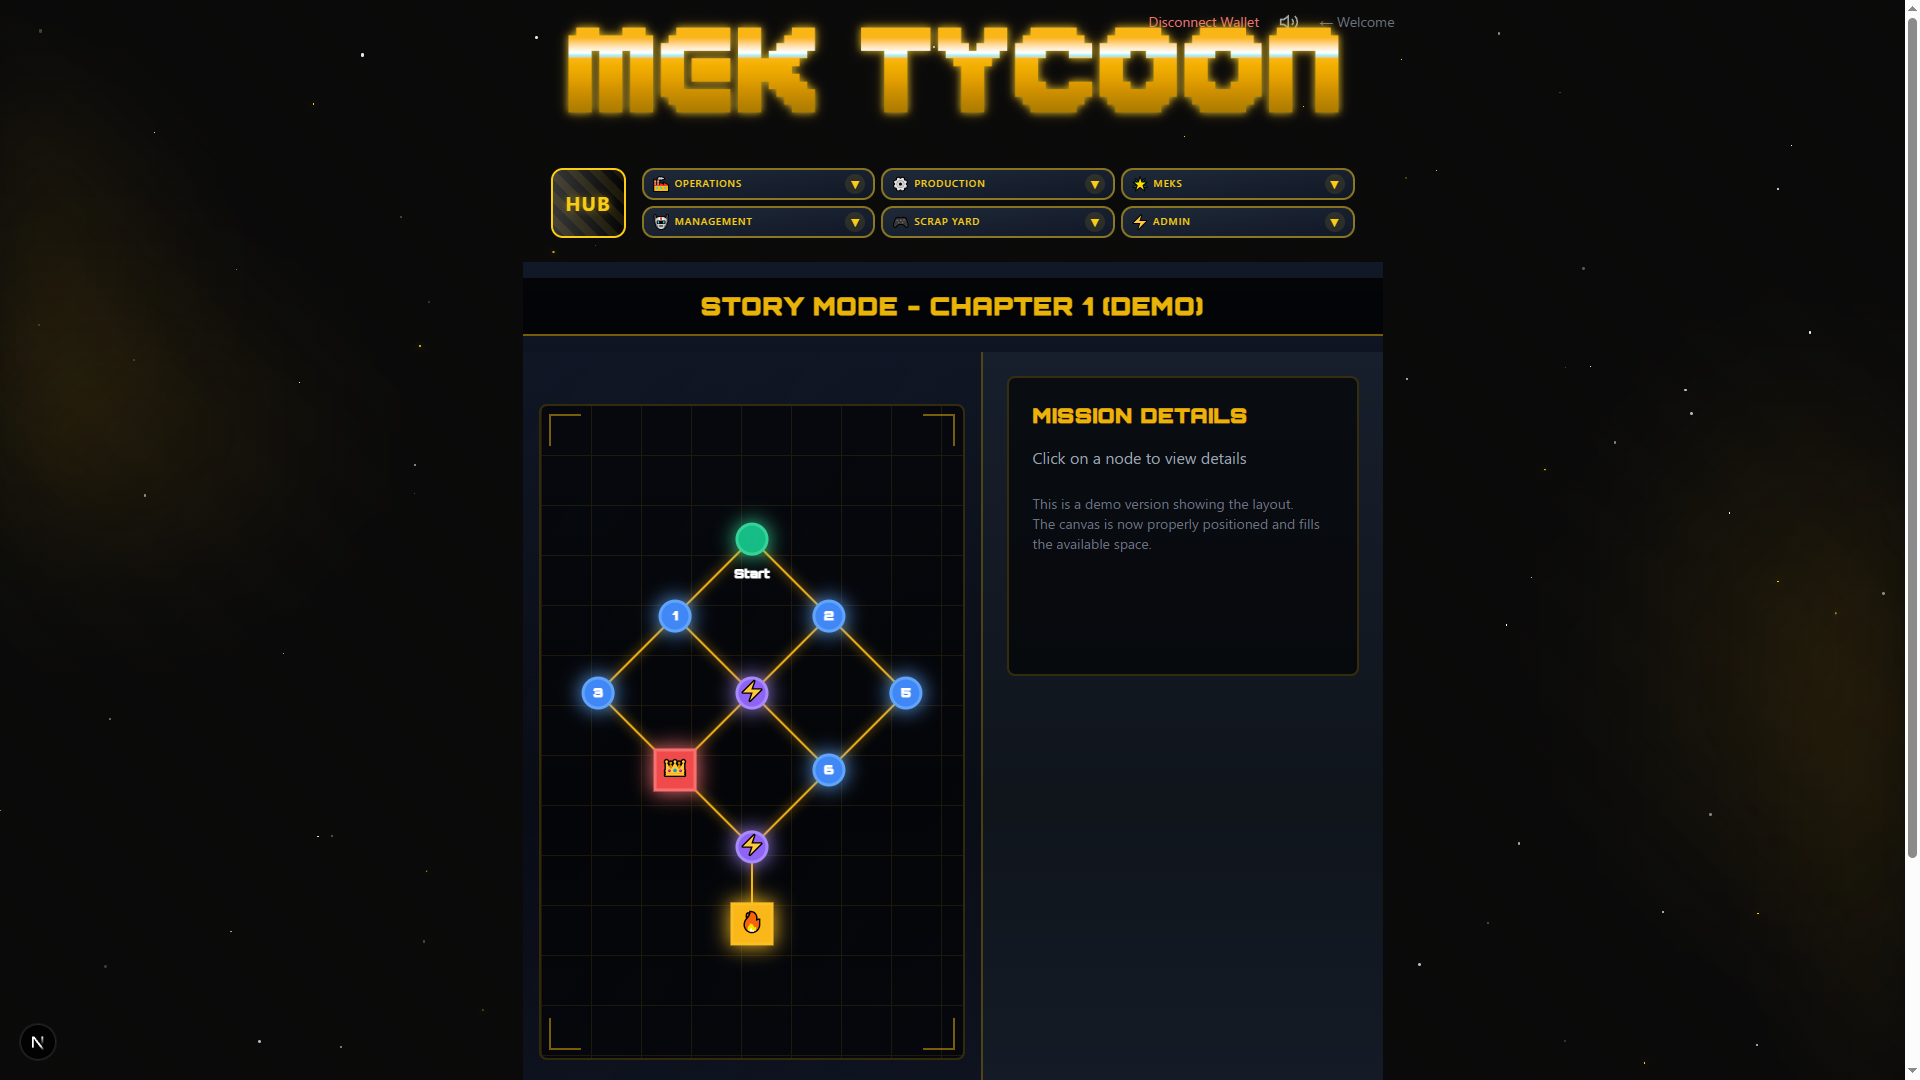 Disconnect Wallet ← Welcome
MEK TYCOON
HUB
OPERATIONS ▼
PRODUCTION ▼
MEKS ▼
MANAGEMENT ▼
SCRAP YARD ▼
ADMIN ▼
STORY MODE - CHAPTER 1 (DEMO)
MISSION DETAILS
Click on a node to view details
This is a demo version showing the layout.
The canvas is now properly positioned and fills
the available space.
Start
1
2
3
5
6
N